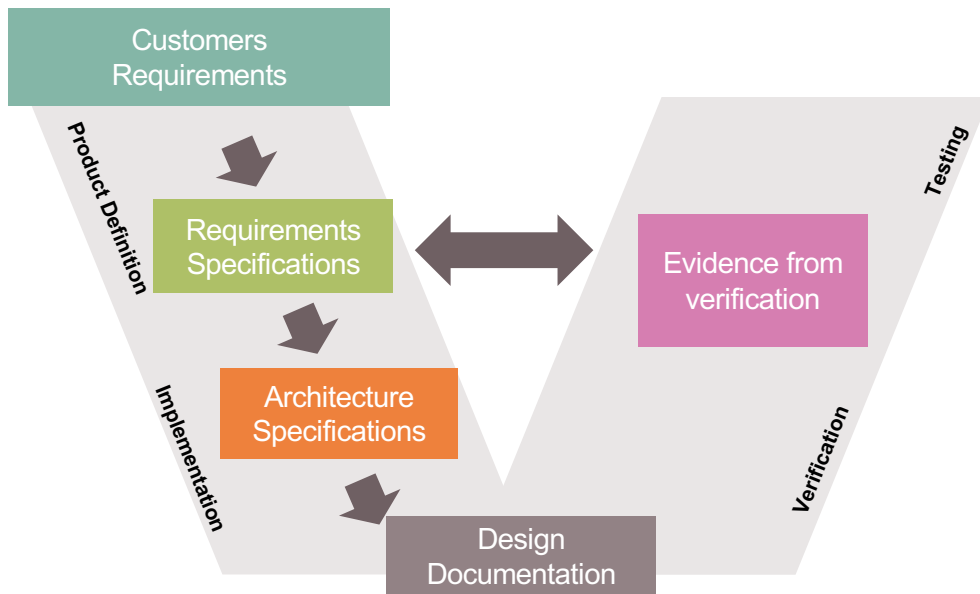 Customers
Requirements
Product Definition
Requirements
Specifications
Architecture
Specifications
Implementation
Design
Documentation
Evidence from
verification
Testing
Verification